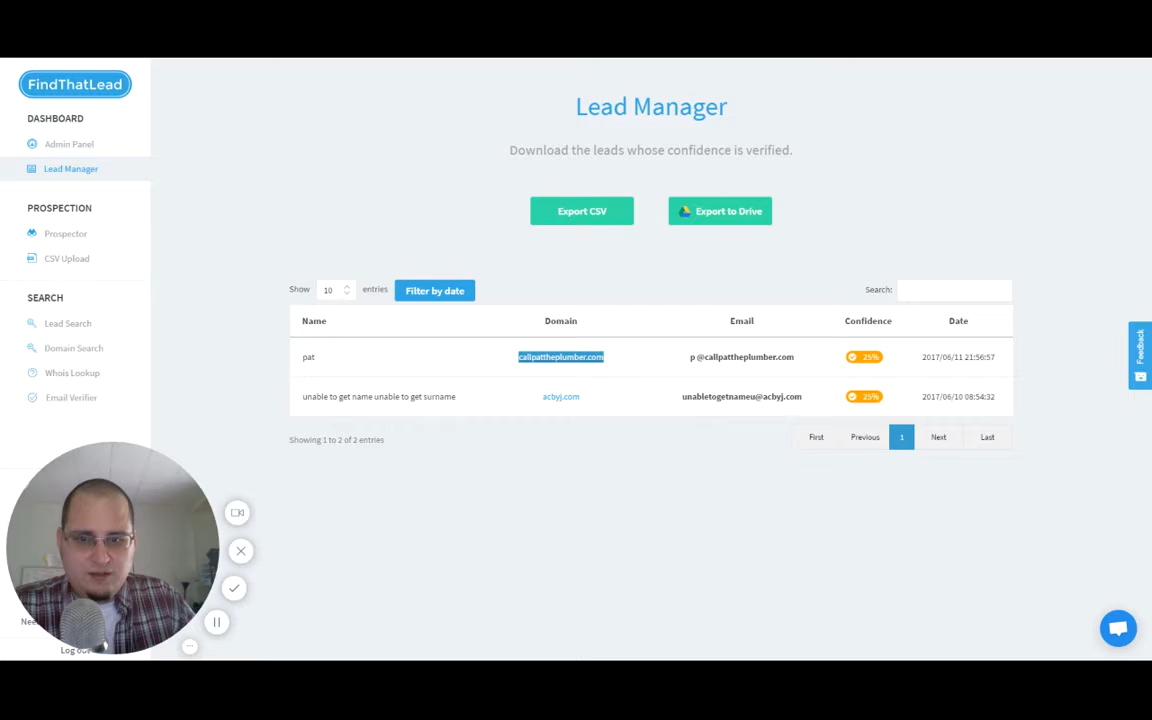 FindThatLead
DASHBOARD
Admin Panel
Lead Manager
PROSPECTION
Prospector
CSV Upload
SEARCH
Lead Search
Domain Search
Whois Lookup
Email Verifier
Nee
Log out
Lead Manager
Download the leads whose confidence is verified.
Export CSV Export to Drive
Show 10 entries Filter by date Search:
Name Domain Email Confidence Date
pat callpattheplumber.com p @callpattheplumber.com 25% 2017/06/11 21:56:57
unable to get name unable to get surname acbyj.com unabletogetnameu@acbyj.com 25% 2017/06/10 08:54:32
Showing 1 to 2 of 2 entries First Previous 1 Next Last
Feedback